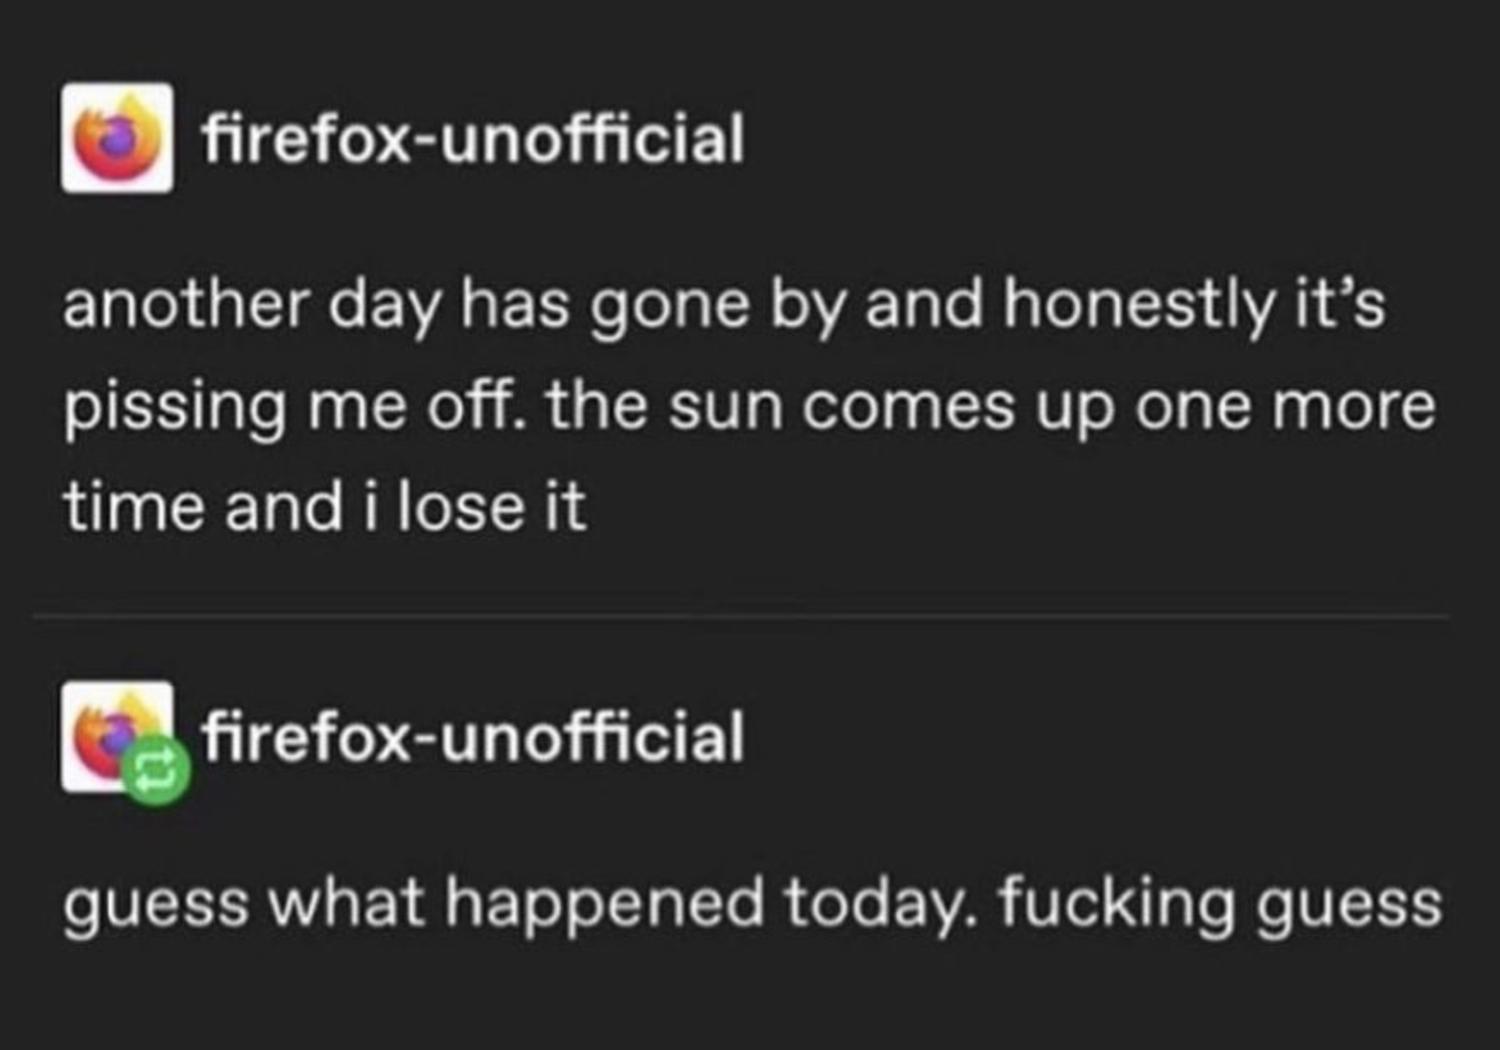 firefox-unofficial
another day has gone by and honestly it’s
pissing me off. the sun comes up one more
time and i lose it
firefox-unofficial
guess what happened today. fucking guess